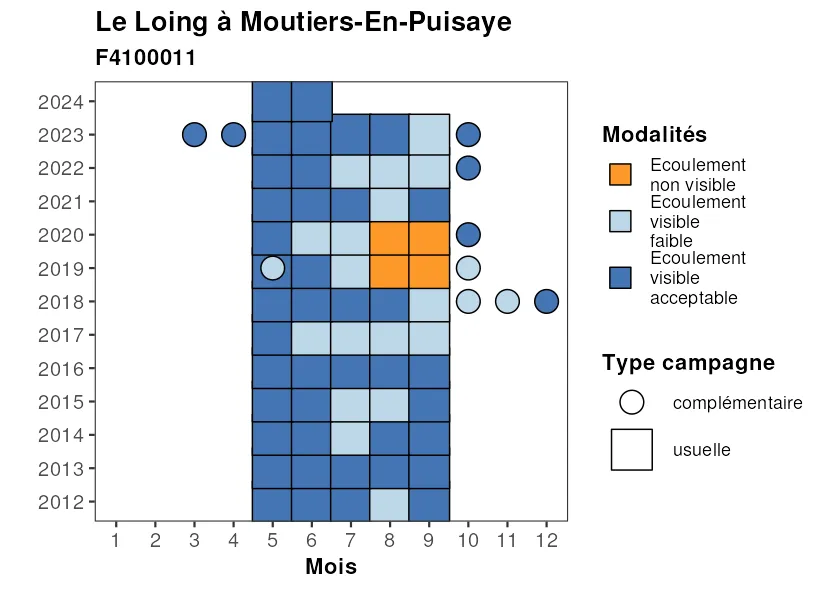 Le Loing à Moutiers-En-Puisaye
F4100011
2024
2023
2022
2021
2020
2019
2018
2017
2016
2015
2014
2013
2012
1 2 3 4 5 6 7 8 9 10 11 12
Mois
Modalités
Ecoulement
non visible
Ecoulement
visible
faible
Ecoulement
visible
acceptable
Type campagne
complémentaire
usuelle